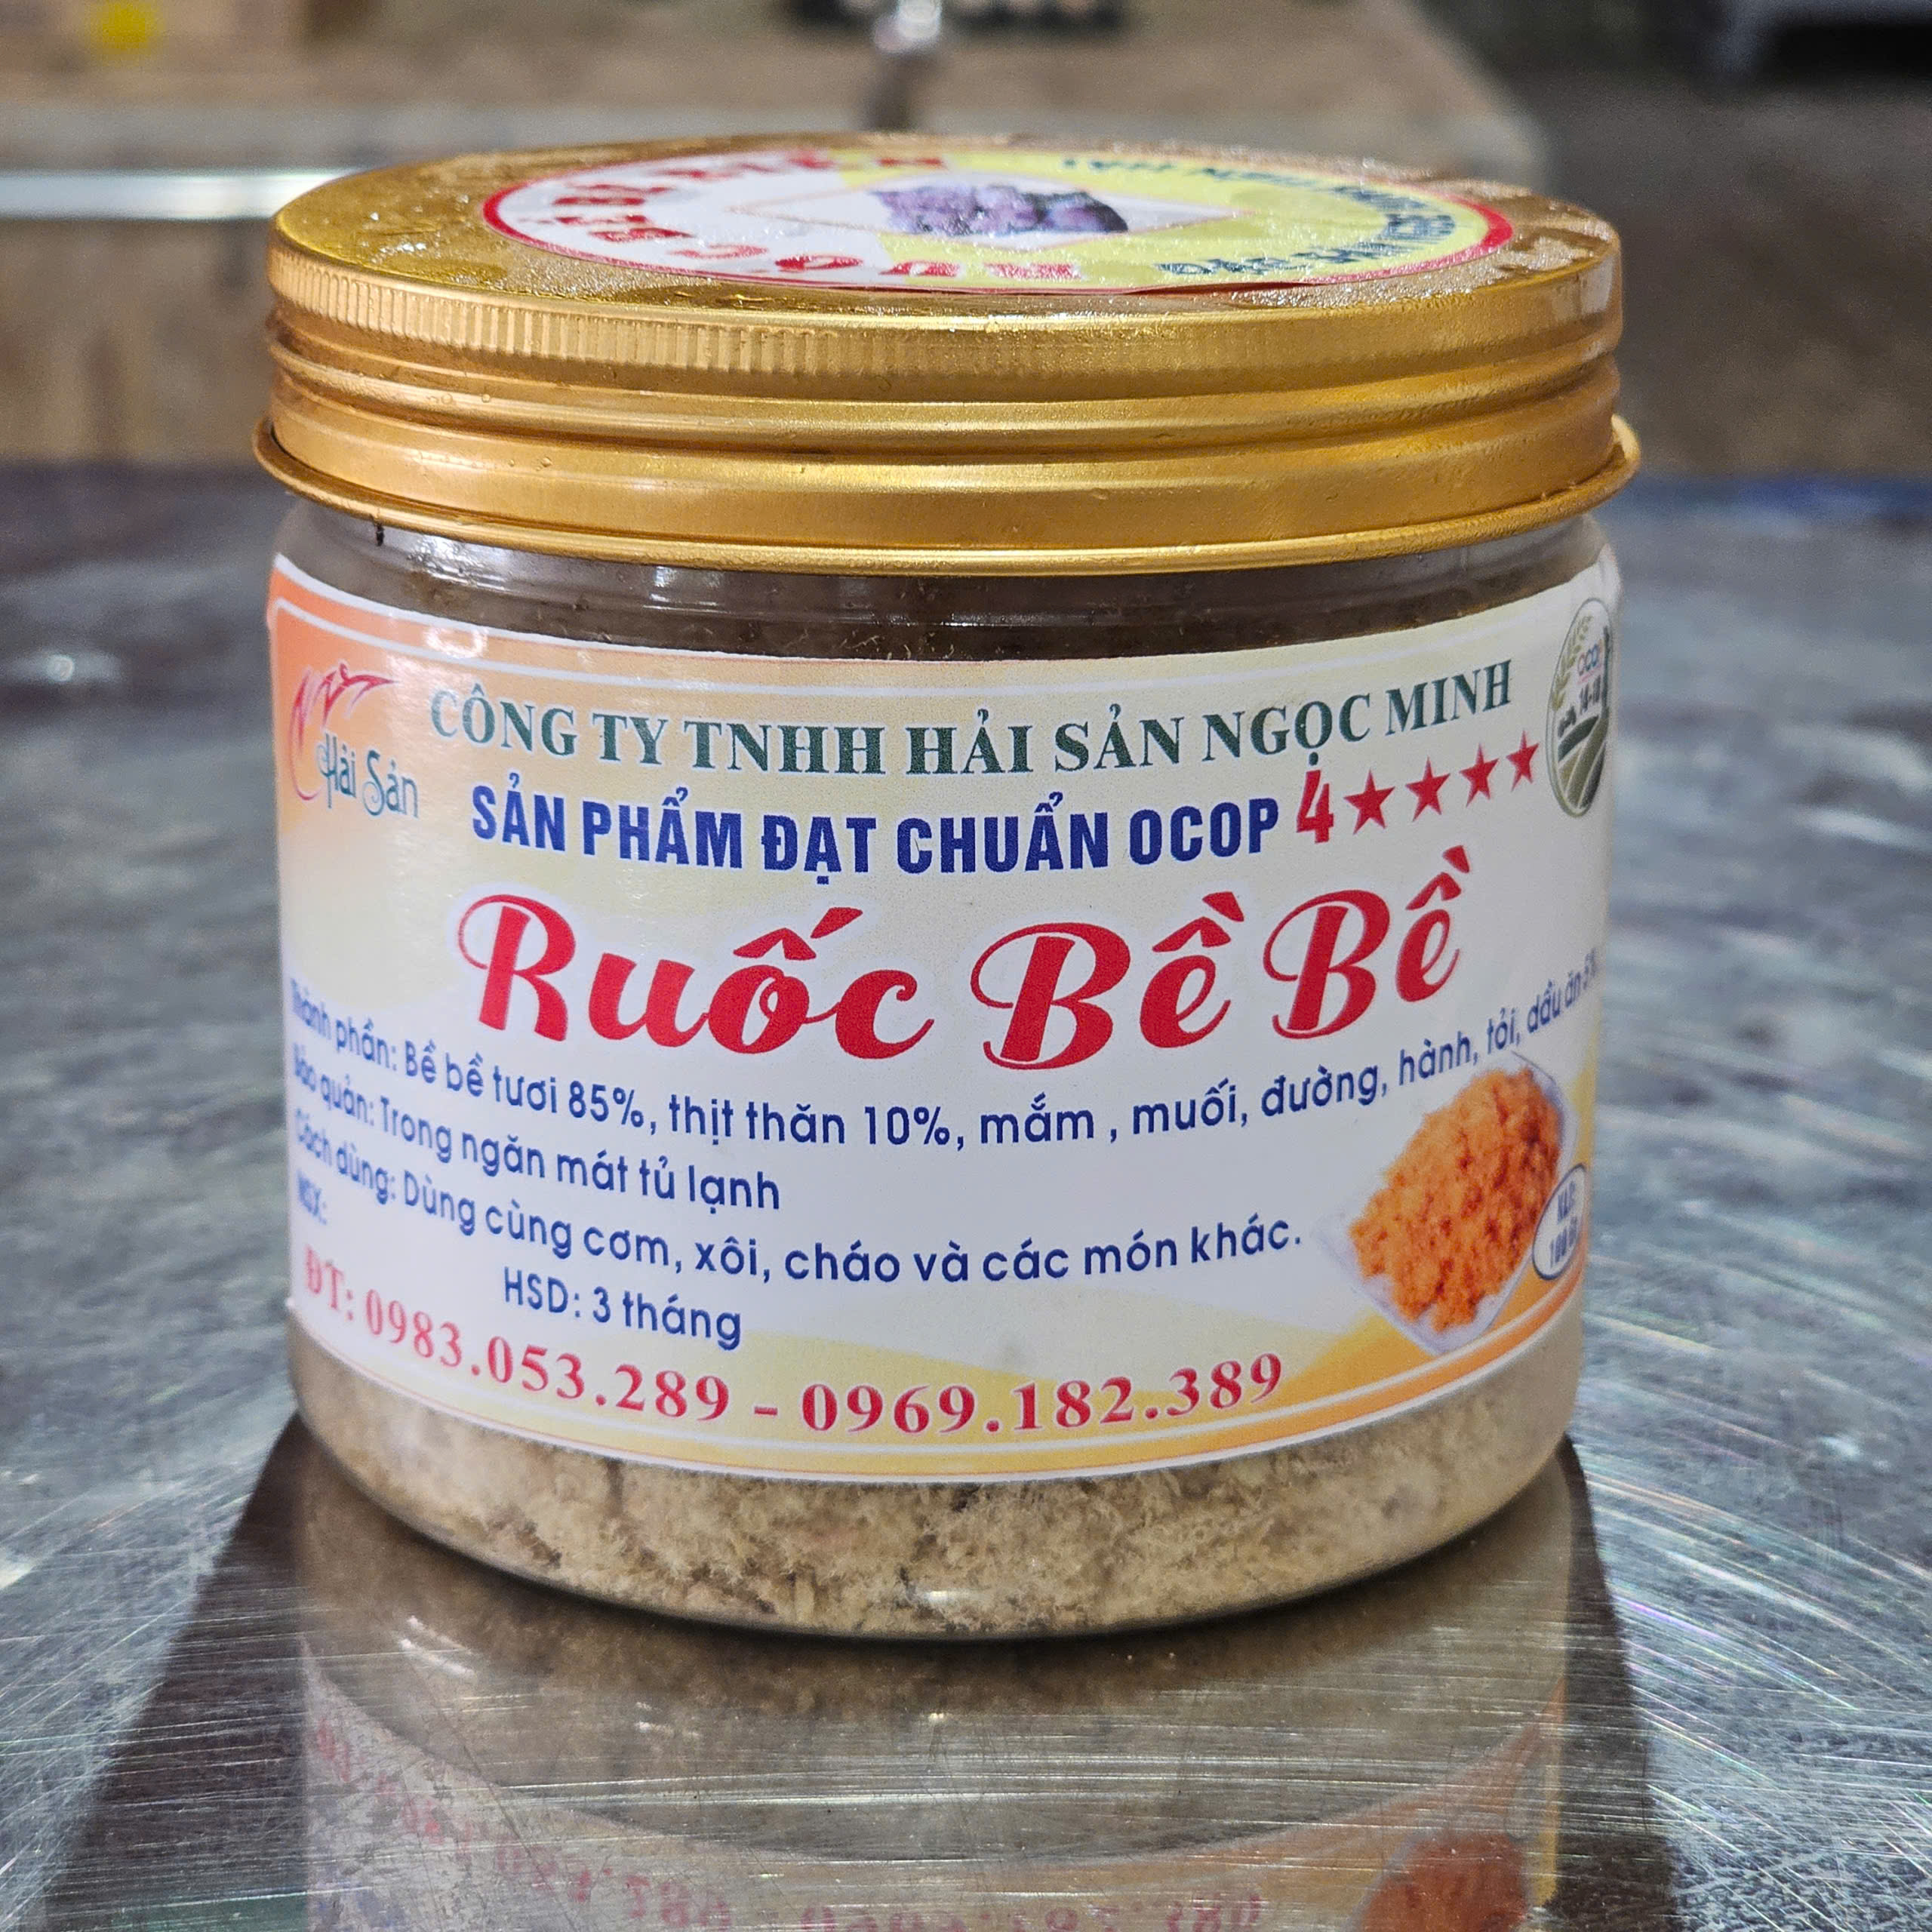 Hải Sản
CÔNG TY TNHH HẢI SẢN NGỌC MINH
SẢN PHẨM ĐẠT CHUẨN OCOP 4
Ruốc Bề Bề
Thành phần: Bề bề tươi 85%, thịt thăn 10%, mắm , muối, đường, hành, tỏi, dầu ăn 5%
Bảo quản: Trong ngăn mát tủ lạnh
Cách dùng: Dùng cùng cơm, xôi, cháo và các món khác.
NSX:
HSD: 3 tháng
ĐT: 0983.053.289 - 0969.182.389